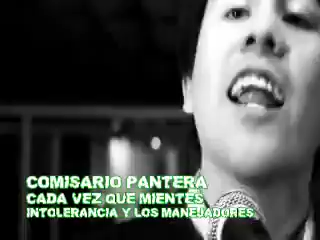 COMISARIO PANTERA
CADA VEZ QUE MIENTES
INTOLERANCIA Y LOS MANEJADORES